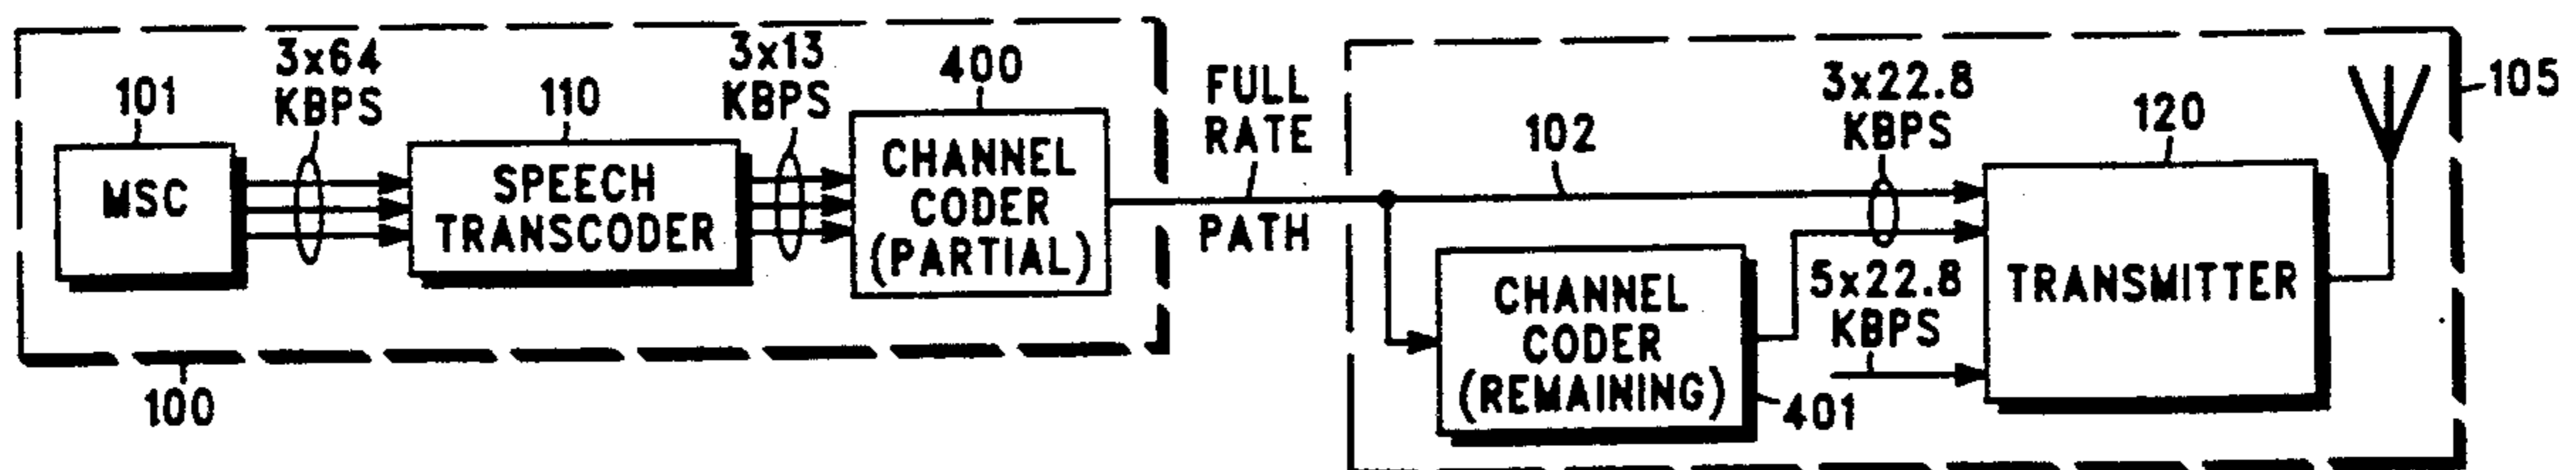 101
MSC
3x64
KBPS
110
SPEECH
TRANSCODER
3x13
KBPS
400
CHANNEL
CODER
(PARTIAL)
100
FULL
RATE
PATH
102
3x22.8
KBPS
CHANNEL
CODER
(REMAINING)
401
5x22.8
KBPS
120
TRANSMITTER
105